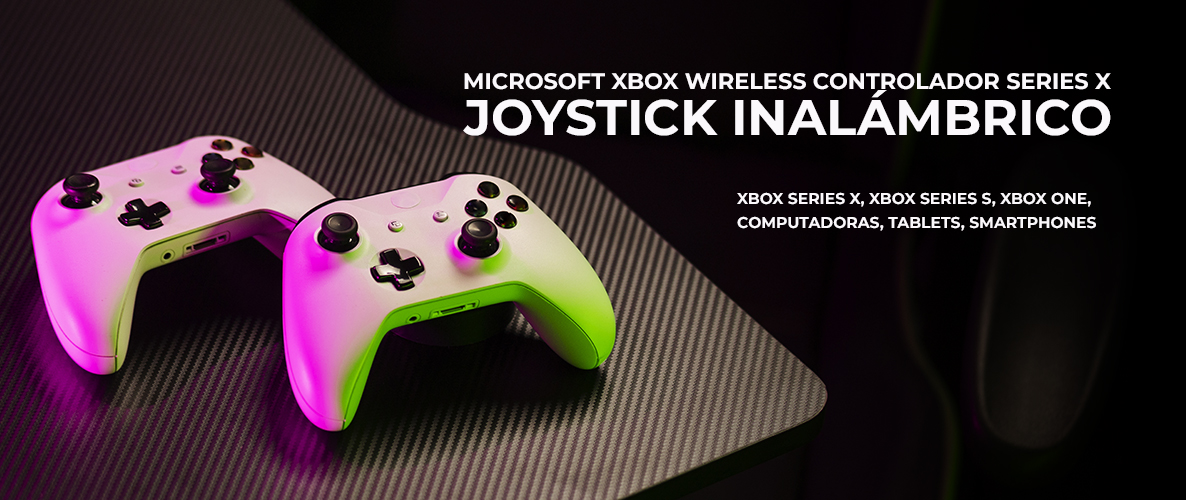 MICROSOFT XBOX WIRELESS CONTROLADOR SERIES X
JOYSTICK INALÁMBRICO
XBOX SERIES X, XBOX SERIES S, XBOX ONE,
COMPUTADORAS, TABLETS, SMARTPHONES